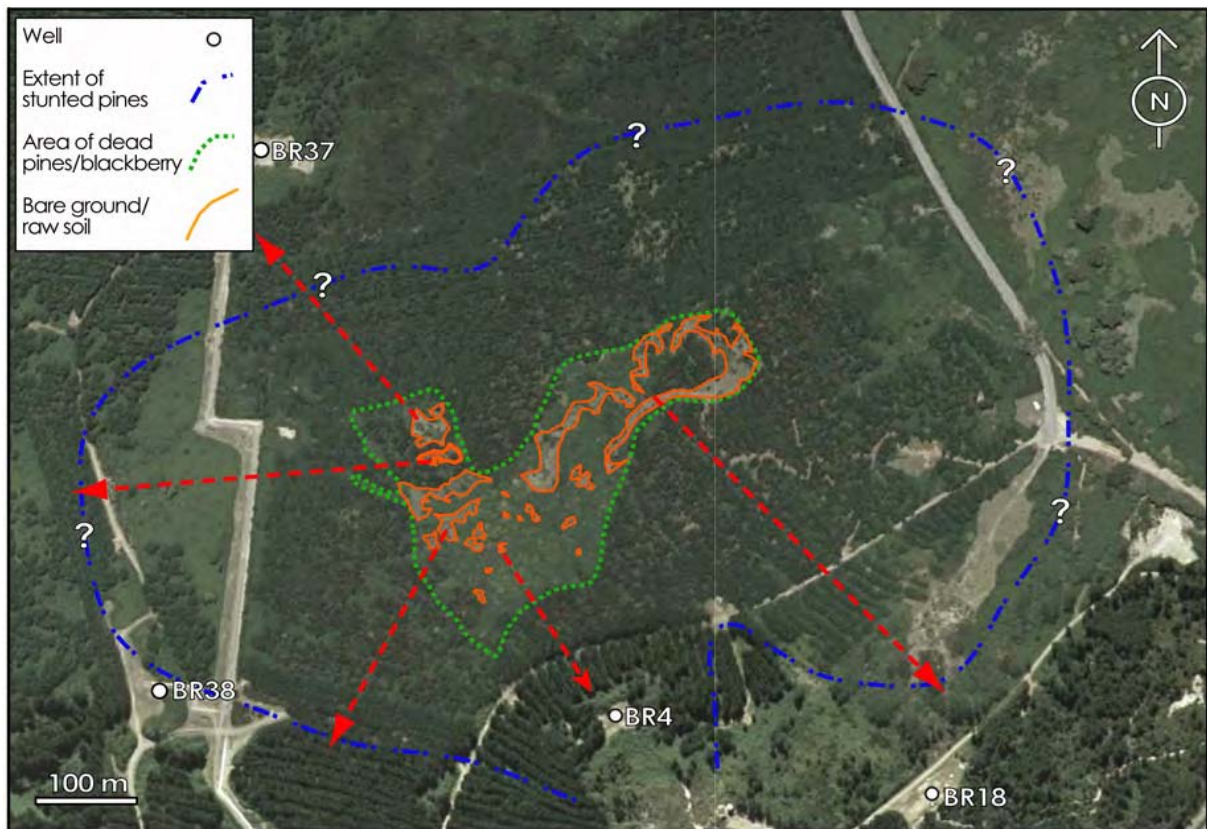 Well
Extent of
stunted pines
Area of dead
pines/blackberry
Bare ground/
raw soil
N
?
?
BR37
?
?
?
BR38
BR4
100 m
BR18